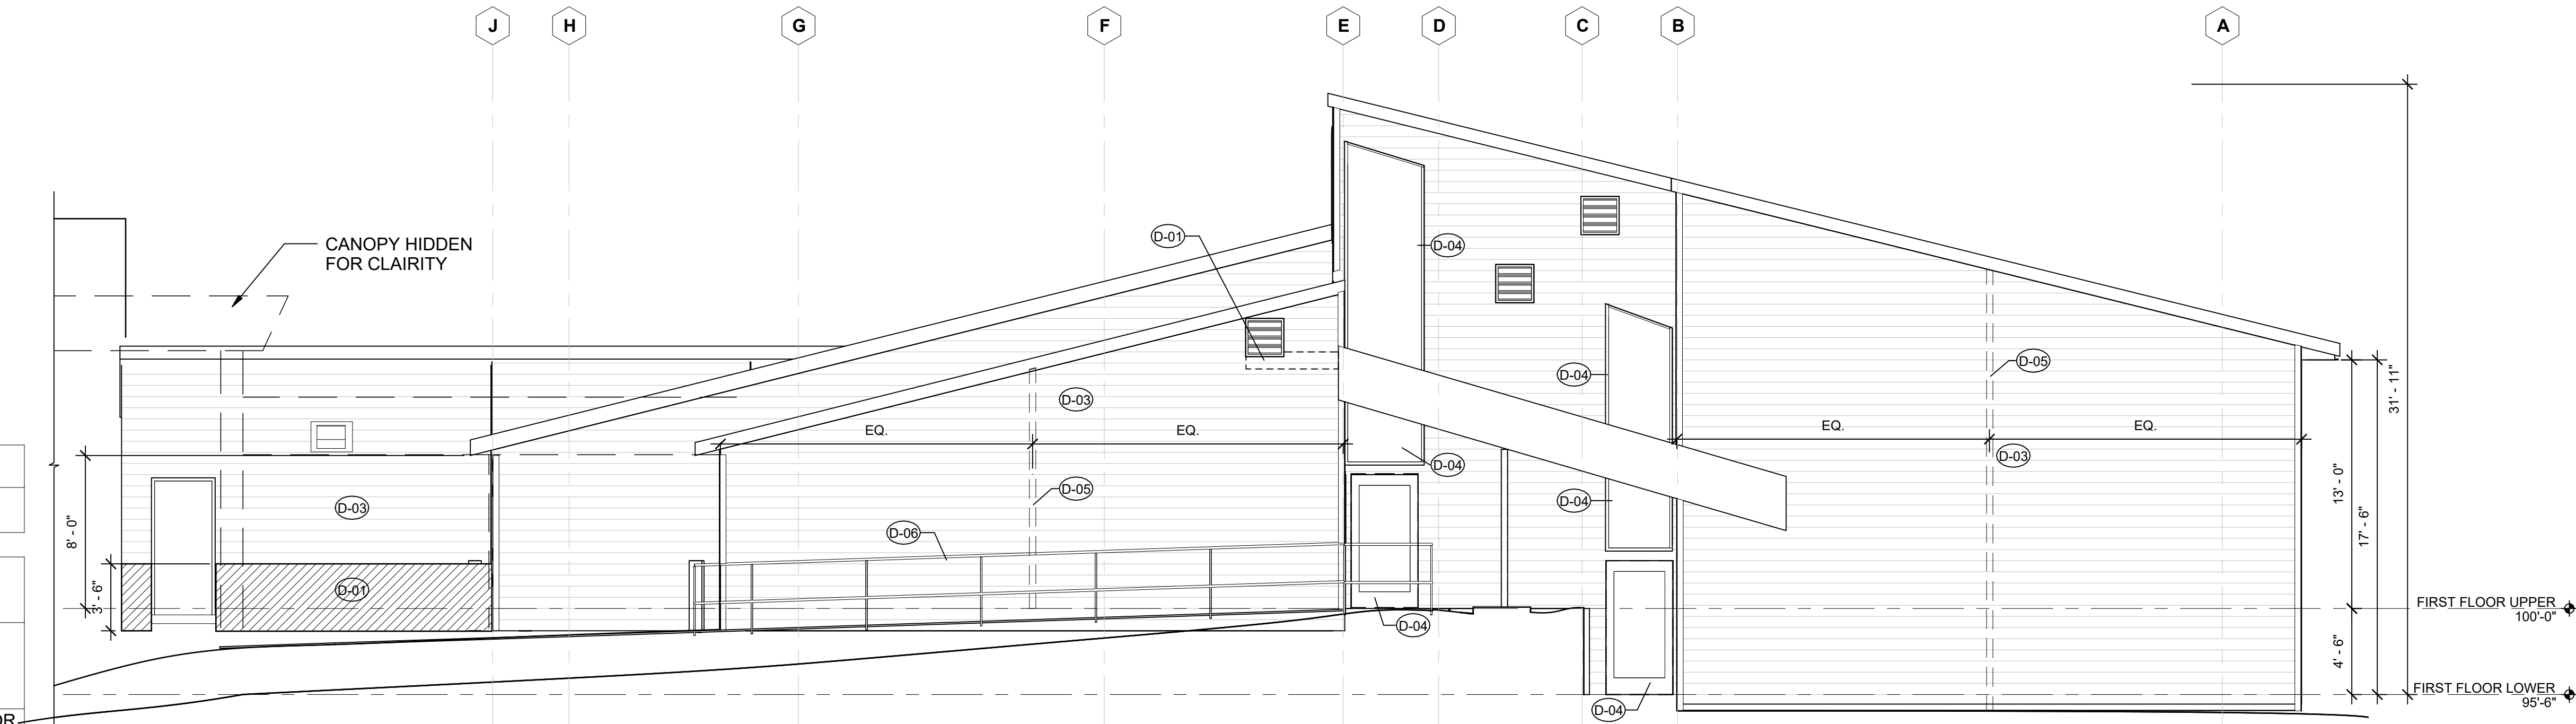 J H G F E D C B A
CANOPY HIDDEN
FOR CLAIRITY
D-01
D-04
D-04
D-05
D-03
EQ.
EQ.
EQ.
EQ.
D-03
D-04
D-05
D-04
D-03
D-06
D-01
D-04
D-04
8' - 0"
3' - 6"
31' - 11"
13' - 0"
17' - 6"
4' - 6"
FIRST FLOOR UPPER
100'-0"
FIRST FLOOR LOWER
95'-6"